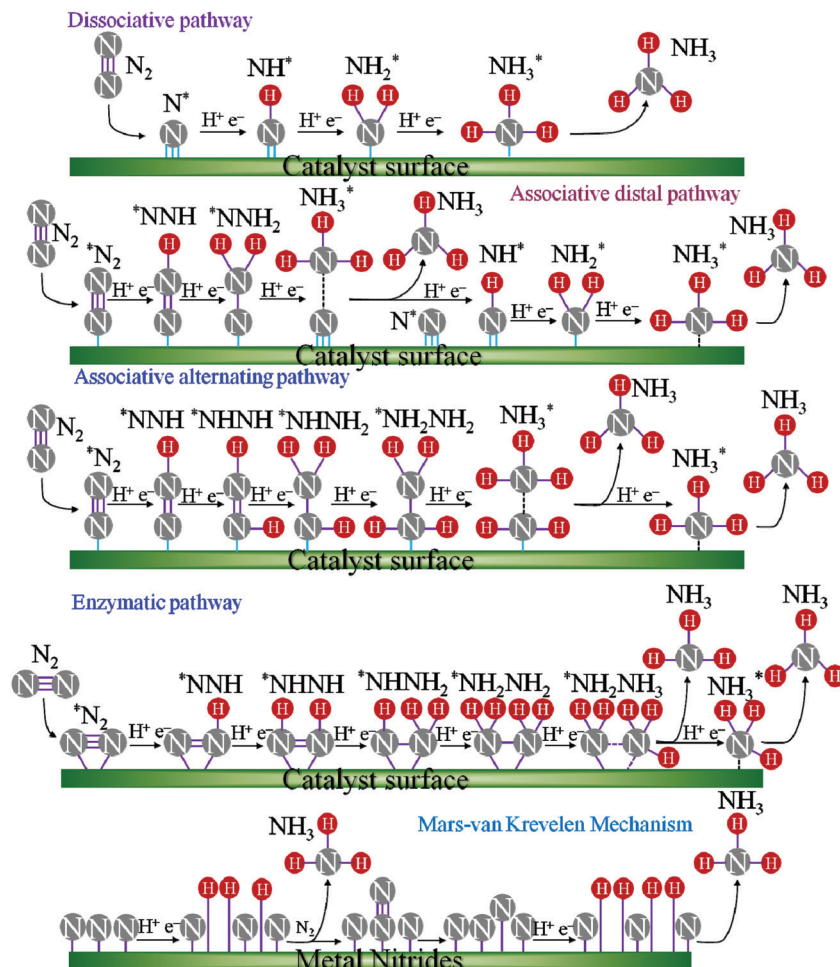 Dissociative pathway
N₂ N* NH* NH₂* NH₃* NH₃
N N N N N N N H H H H H H H H H
H⁺ e⁻ H⁺ e⁻ H⁺ e⁻
Catalyst surface
Associative distal pathway
N₂ *N₂ *NNH *NNH₂ NH₃* NH₃ N* NH* NH₂* NH₃* NH₃
H⁺ e⁻ H⁺ e⁻ H⁺ e⁻ H⁺ e⁻ H⁺ e⁻ H⁺ e⁻
Catalyst surface
Associative alternating pathway
N₂ *N₂ *NNH *NHNH *NHNH₂ *NH₂NH₂ NH₃* NH₃ NH₃* NH₃
H⁺ e⁻ H⁺ e⁻ H⁺ e⁻ H⁺ e⁻ H⁺ e⁻ H⁺ e⁻
Catalyst surface
Enzymatic pathway
N₂ *N₂ *NNH *NHNH *NHNH₂ *NH₂NH₂ *NH₂NH₃ NH₃ NH₃* NH₃
H⁺ e⁻ H⁺ e⁻ H⁺ e⁻ H⁺ e⁻ H⁺ e⁻ H⁺ e⁻
Catalyst surface
Mars-van Krevelen Mechanism
NH₃ NH₃
H⁺ e⁻ N₂ H⁺ e⁻
Metal Nitrides